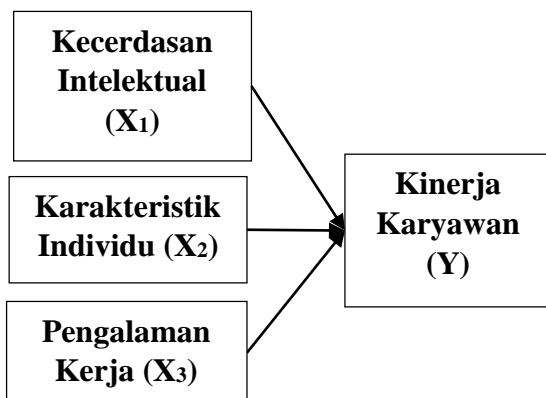 Kecerdasan
Intelektual
(X₁)
Karakteristik
Individu (X₂)
Pengalaman
Kerja (X₃)
Kinerja
Karyawan
(Y)